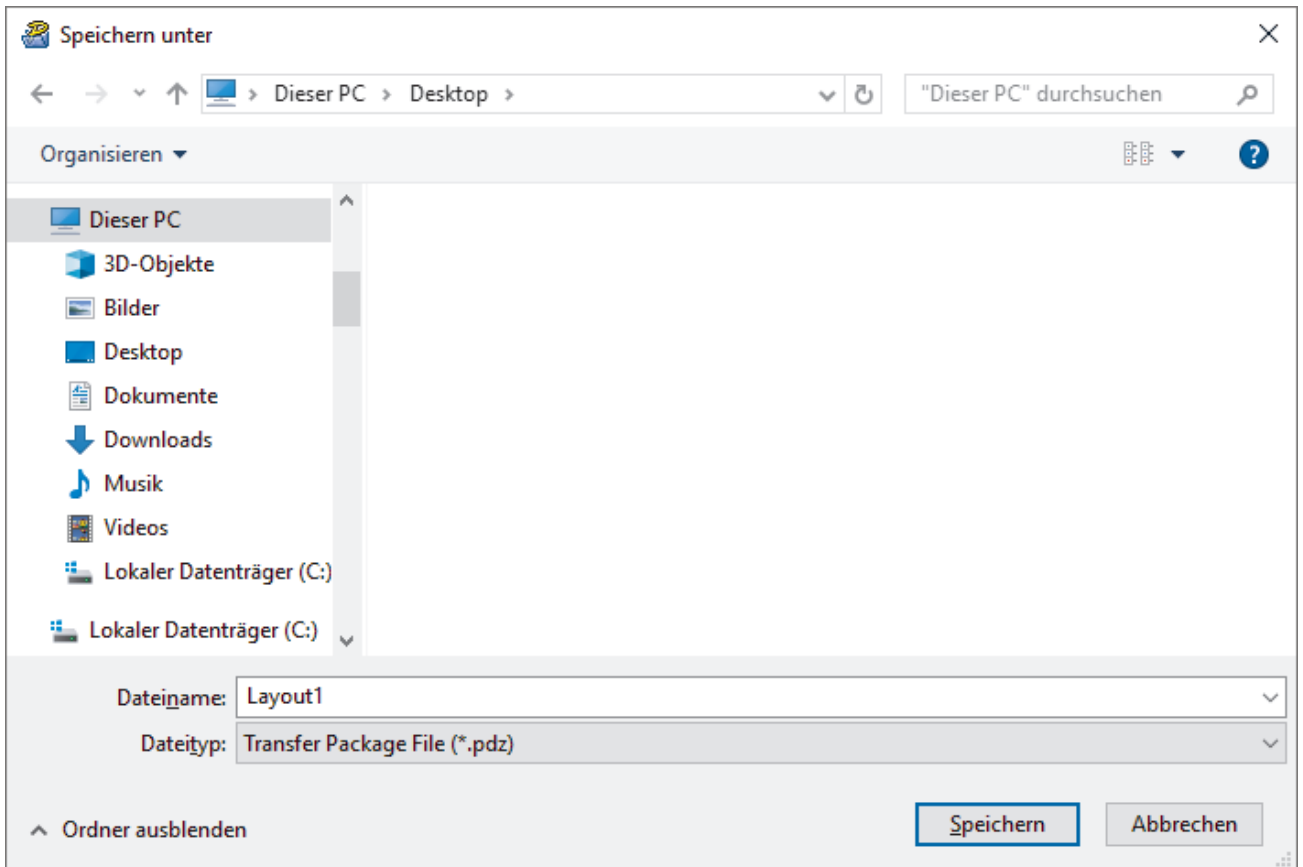 Speichern unter
Dieser PC > Desktop >
"Dieser PC" durchsuchen
Organisieren
?
Dieser PC
3D-Objekte
Bilder
Desktop
Dokumente
Downloads
Musik
Videos
Lokaler Datenträger (C:)
Lokaler Datenträger (C:)
Dateiname: Layout1
Dateityp: Transfer Package File (*.pdz)
Ordner ausblenden
Speichern
Abbrechen